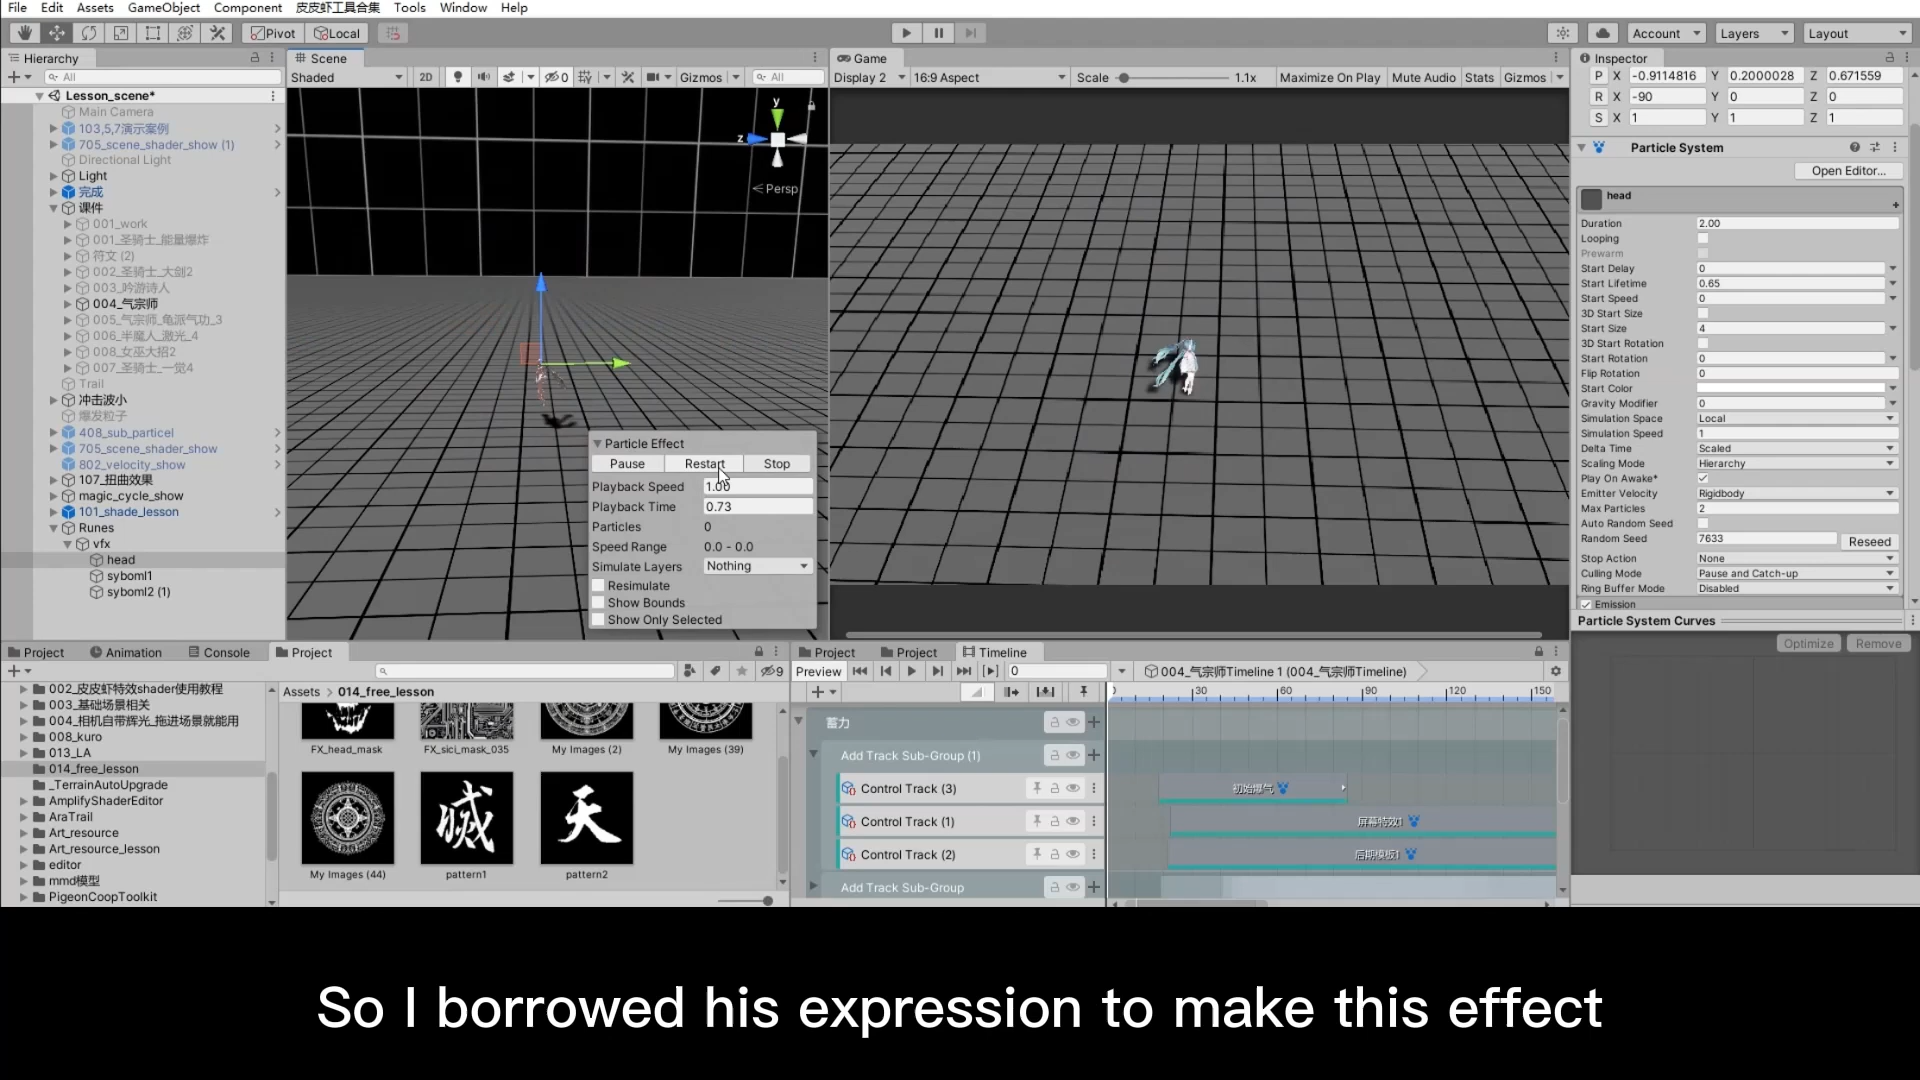 File Edit Assets GameObject Component 皮皮虾工具合集 Tools Window Help
Pivot Local Account Layers Layout
Hierarchy
All
Lesson_scene*
Main Camera
103,5,7演示案例
705_scene_shader_show (1)
Directional Light
Light
完成
课件
001_work
001_圣骑士_能量爆炸
符文 (2)
002_圣骑士_大剑2
003_吟游诗人
004_气宗师
005_气宗师_龟派气功_3
006_半魔人_激光_4
008_女巫大招2
007_圣骑士_一觉4
Trail
冲击波小
爆发粒子
408_sub_particel
705_scene_shader_show
802_velocity_show
107_扭曲效果
magic_cycle_show
101_shade_lesson
Runes
vfx
head
syboml1
syboml2 (1)
Scene
Shaded 2D 0 Gizmos All
y
z
Persp
Particle Effect
Pause Restart Stop
Playback Speed 1.00
Playback Time 0.73
Particles 0
Speed Range 0.0 - 0.0
Simulate Layers Nothing
Resimulate
Show Bounds
Show Only Selected
Game
Display 2 16:9 Aspect Scale 1.1x Maximize On Play Mute Audio Stats Gizmos
Inspector
P X -0.9114816 Y 0.2000028 Z 0.671559
R X -90 Y 0 Z 0
S X 1 Y 1 Z 1
Particle System
Open Editor...
head
Duration 2.00
Looping
Prewarm
Start Delay 0
Start Lifetime 0.65
Start Speed 0
3D Start Size
Start Size 4
3D Start Rotation
Start Rotation 0
Flip Rotation 0
Start Color
Gravity Modifier 0
Simulation Space Local
Simulation Speed 1
Delta Time Scaled
Scaling Mode Hierarchy
Play On Awake*
Emitter Velocity Rigidbody
Max Particles 2
Auto Random Seed
Random Seed 7633 Reseed
Stop Action None
Culling Mode Pause and Catch-up
Ring Buffer Mode Disabled
Emission
Particle System Curves
Optimize Remove
Project Animation Console Project
9
002_皮皮虾特效shader使用教程
003_基础场景相关
004_相机自带辉光_拖进场景就能用
008_kuro
013_LA
014_free_lesson
_TerrainAutoUpgrade
AmplifyShaderEditor
AraTrail
Art_resource
Art_resource_lesson
editor
mmd模型
PigeonCoopToolkit
Assets 014_free_lesson
FX_head_mask FX_sici_mask_035 My Images (2) My Images (39)
滅 天
My Images (44) pattern1 pattern2
Project Project Timeline
Preview 0 004_气宗师Timeline 1 (004_气宗师Timeline)
30 60 90 120 150
蓄力
Add Track Sub-Group (1)
Control Track (3) 初始爆气
Control Track (1) 屏幕特效1
Control Track (2) 后期模板1
Add Track Sub-Group
So I borrowed his expression to make this effect